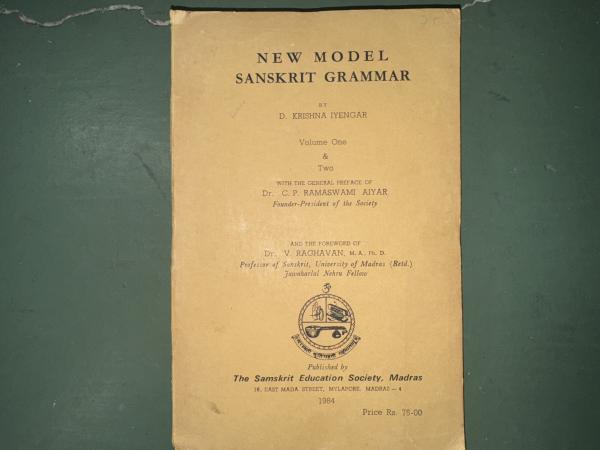 NEW MODEL
SANSKRIT GRAMMAR
BY
D. KRISHNA IYENGAR
Volume One
&
Two
WITH THE GENERAL PREFACE OF
Dr. C. P. RAMASWAMI AIYAR
Founder-President of the Society
AND THE FOREWORD OF
Dr. V. RAGHAVAN, M. A., Ph. D.
Professor of Sanskrit, University of Madras (Retd.)
Jawaharlal Nehru Fellow
ॐ
Published by
The Samskrit Education Society, Madras
MADA STREET, MYLAPORE, MADRAS – 4
1984
Price Rs. 75-00